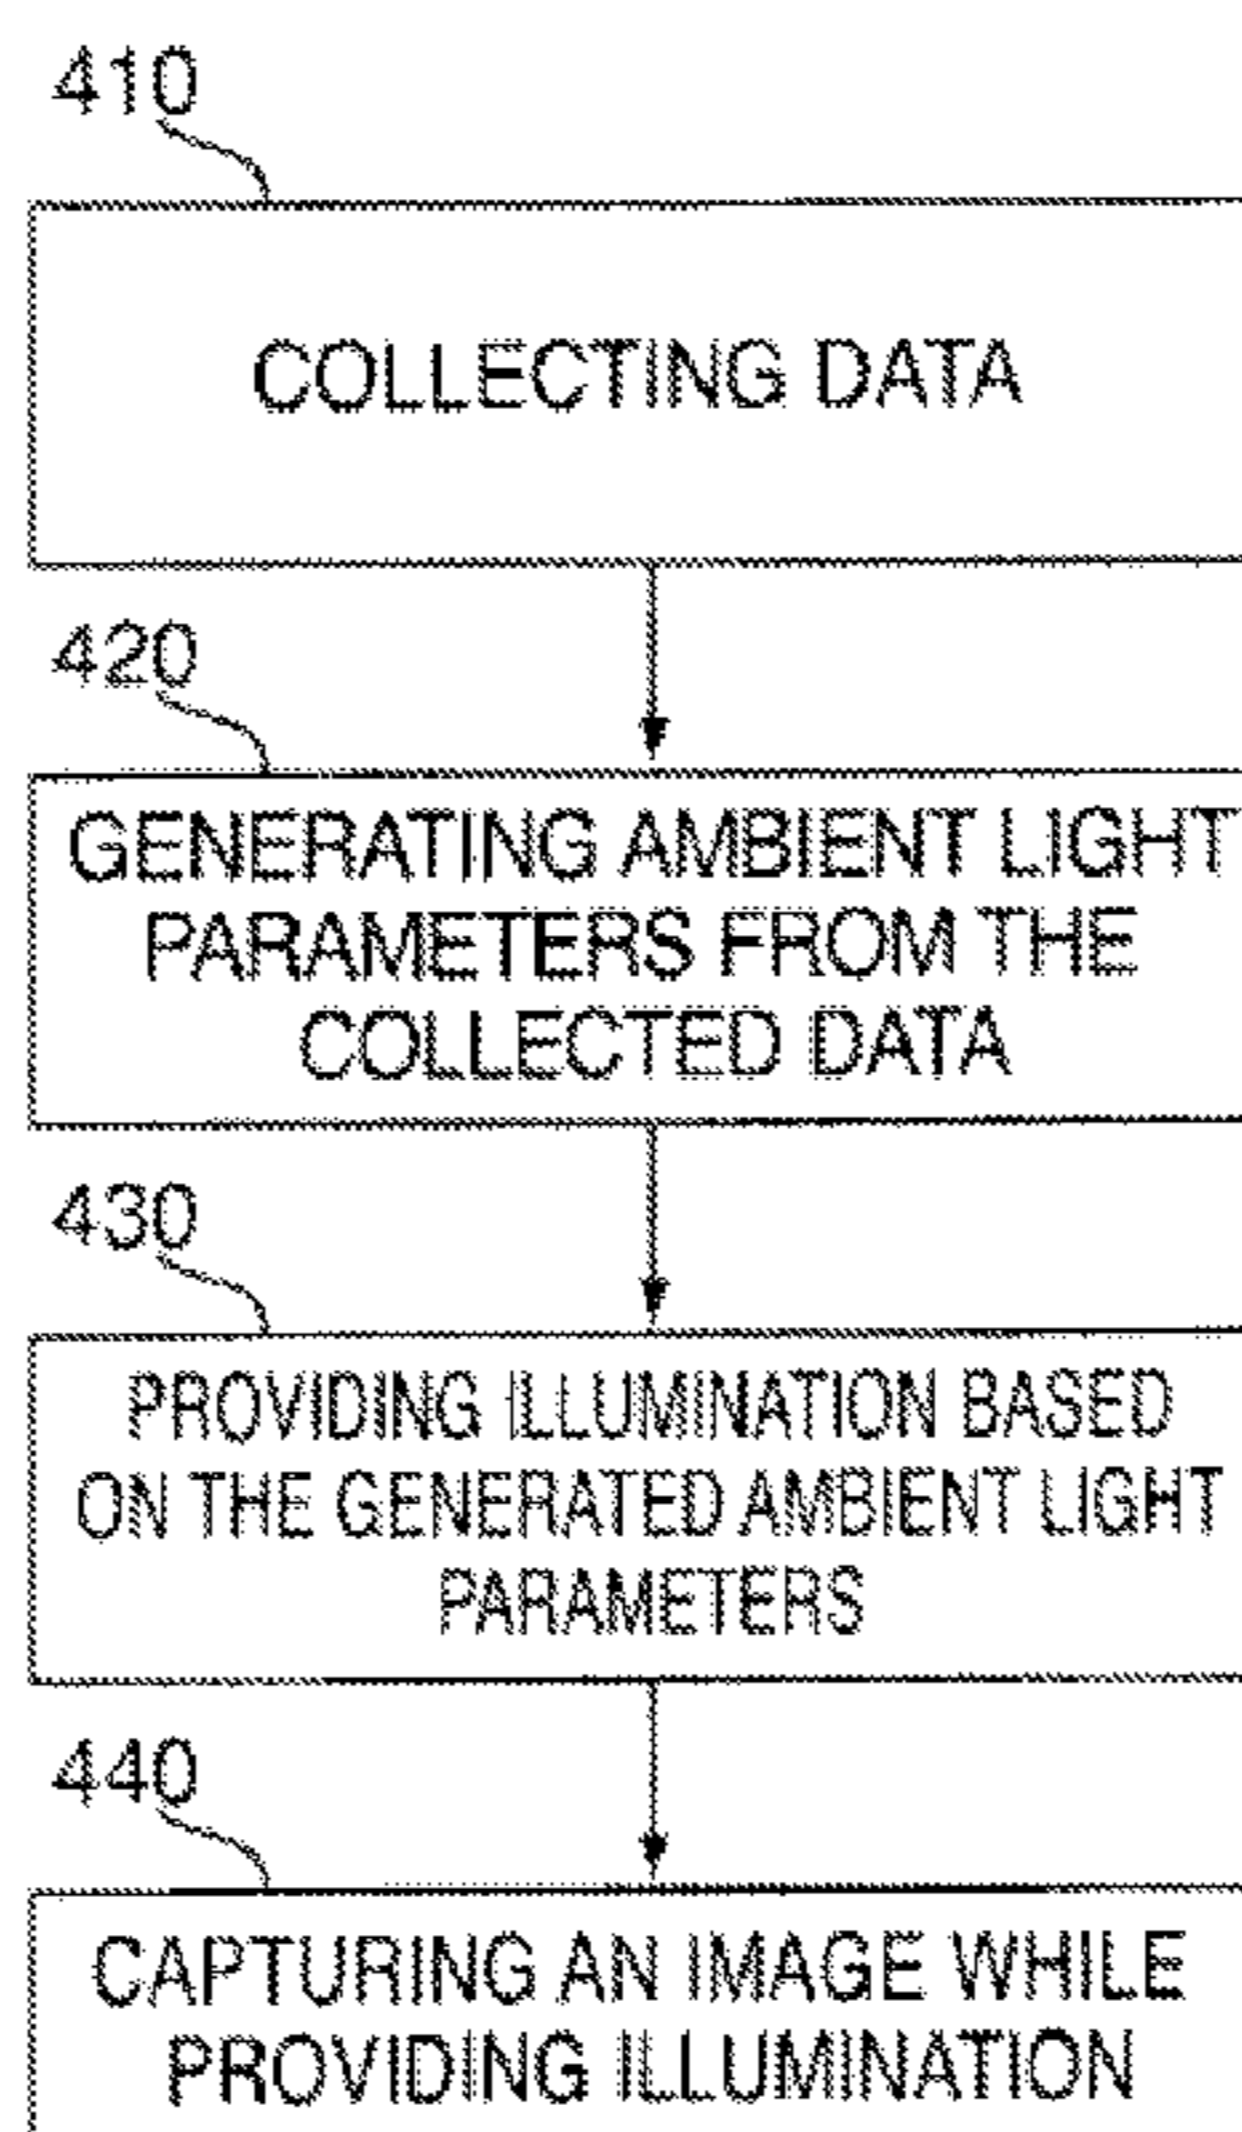 410
COLLECTING DATA
420
GENERATING AMBIENT LIGHT
PARAMETERS FROM THE
COLLECTED DATA
430
PROVIDING ILLUMINATION BASED
ON THE GENERATED AMBIENT LIGHT
PARAMETERS
440
CAPTURING AN IMAGE WHILE
PROVIDING ILLUMINATION